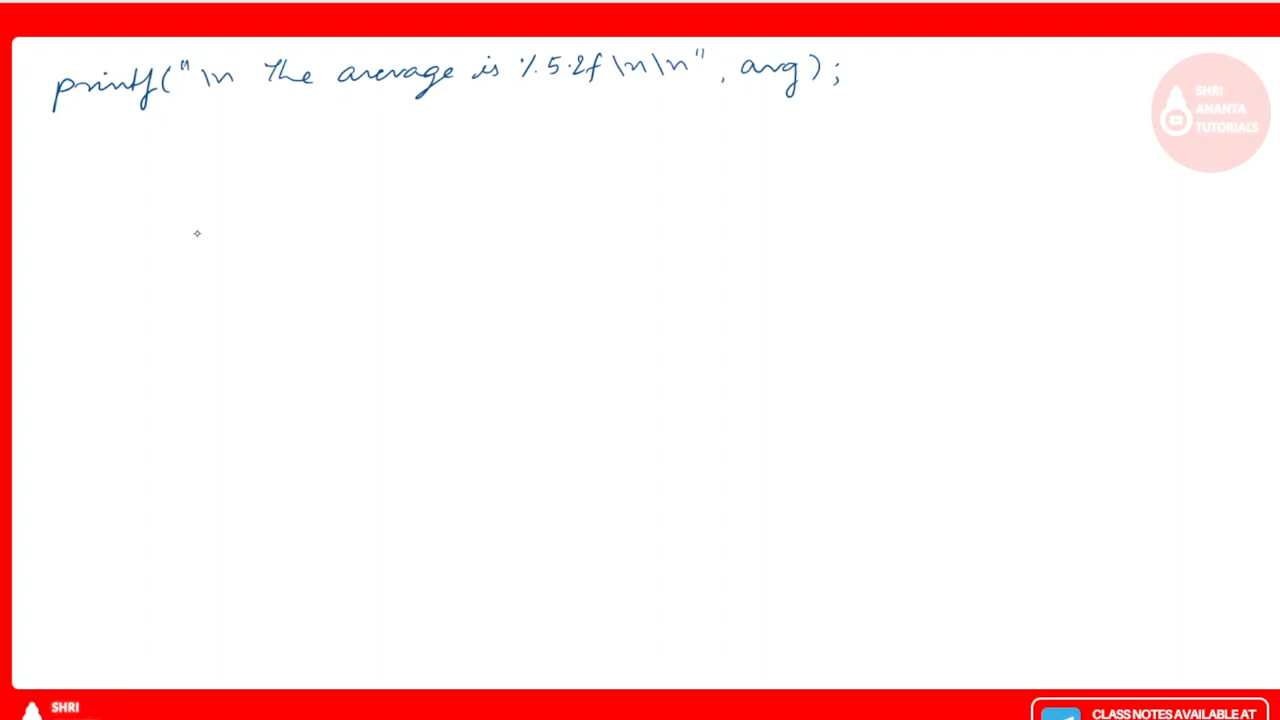 printf("\n The average is %5.2f\n\n", avg);
SHRI
ANANTA
TUTORIALS
SHRI
CLASS NOTES AVAILABLE AT